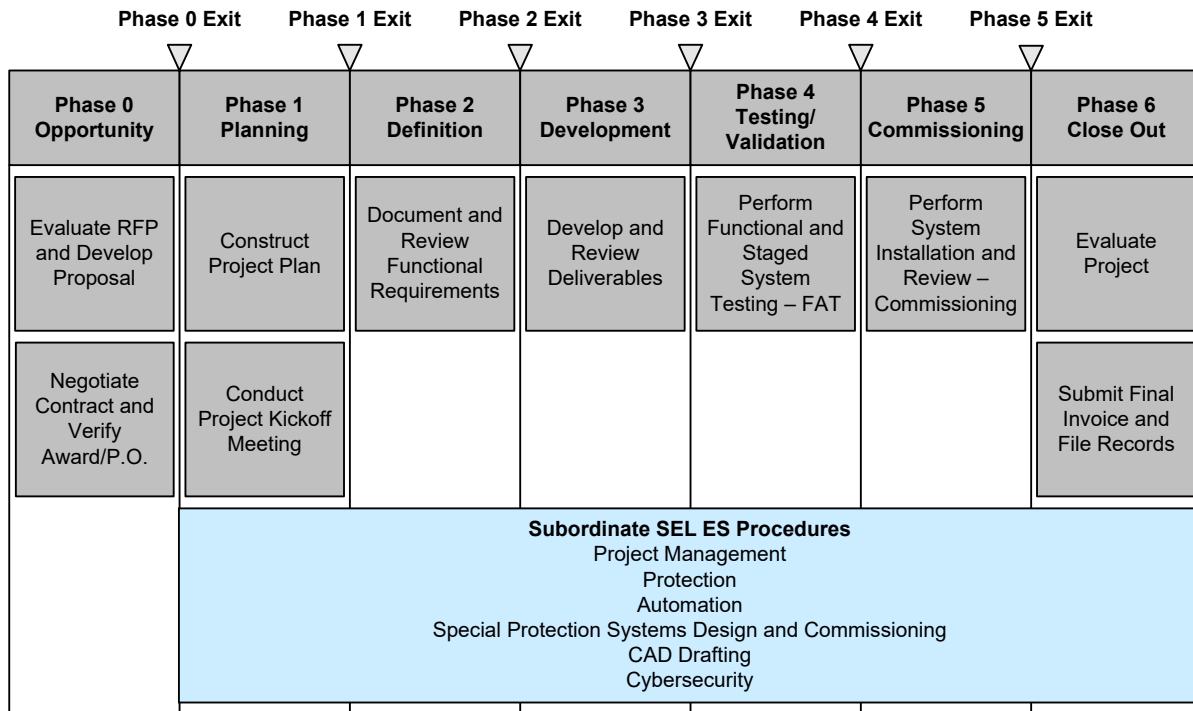 Phase 0 Exit
Phase 1 Exit
Phase 2 Exit
Phase 3 Exit
Phase 4 Exit
Phase 5 Exit
Phase 0
Opportunity
Phase 1
Planning
Phase 2
Definition
Phase 3
Development
Phase 4
Testing/
Validation
Phase 5
Commissioning
Phase 6
Close Out
Evaluate RFP
and Develop
Proposal
Construct
Project Plan
Document and
Review
Functional
Requirements
Develop and
Review
Deliverables
Perform
Functional and
Staged
System
Testing – FAT
Perform
System
Installation and
Review –
Commissioning
Evaluate
Project
Negotiate
Contract and
Verify
Award/P.O.
Conduct
Project Kickoff
Meeting
Submit Final
Invoice and
File Records
Subordinate SEL ES Procedures
Project Management
Protection
Automation
Special Protection Systems Design and Commissioning
CAD Drafting
Cybersecurity